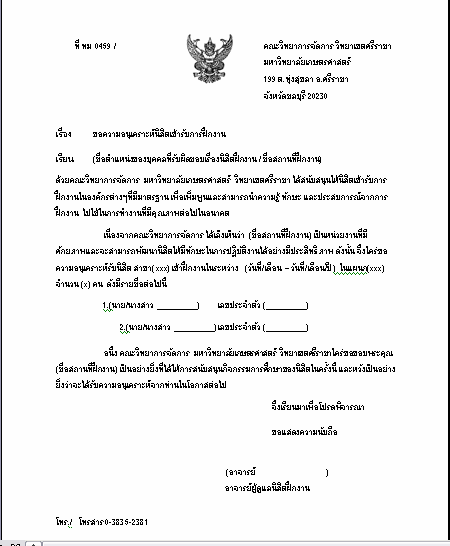 ที่ ทม 0459 /
คณะวิทยาการจัดการ วิทยาเขตศรีราชา
มหาวิทยาลัยเกษตรศาสตร์
199 ต.ทุ่งสุขลา อ.ศรีราชา
จังหวัดชลบุรี 20230
เรื่อง ขอความอนุเคราะห์นิสิตเข้ารับการฝึกงาน
เรียน (ชื่อตำแหน่งของบุคคลที่รับผิดชอบเรื่องนิสิตฝึกงาน / ชื่อสถานที่ฝึกงาน)
ด้วยคณะวิทยาการจัดการ มหาวิทยาลัยเกษตรศาสตร์ วิทยาเขตศรีราชา ได้สนับสนุนให้นิสิตเข้ารับการ
ฝึกงานในองค์กรต่างๆที่มีมาตรฐาน เพื่อเพิ่มพูนและสามารถนำความรู้ ทักษะ และประสบการณ์จากการ
ฝึกงาน ไปใช้ในการทำงานที่มีคุณภาพต่อไปในอนาคต
เนื่องจากคณะวิทยาการจัดการ ได้เล็งเห็นว่า (ชื่อสถานที่ฝึกงาน) เป็นหน่วยงานที่มี
ศักยภาพและจะสามารถพัฒนานิสิตให้มีทักษะในการปฏิบัติงานได้อย่างมีประสิทธิภาพ ดังนั้น จึงใคร่ขอ
ความอนุเคราะห์รับนิสิต สาขา(xxx) เข้าฝึกงานในระหว่าง (วันที่/เดือน – วันที่/เดือน/ปี ) ในแผนก(xxx)
จำนวน (x) คน ดังมีรายชื่อต่อไปนี้
1.(นาย/นางสาว __________) เลขประจำตัว (__________)
2.(นาย/นางสาว __________) เลขประจำตัว (__________)
อนึ่ง คณะวิทยาการจัดการ มหาวิทยาลัยเกษตรศาสตร์ วิทยาเขตศรีราชาใคร่ขอขอบพระคุณ
(ชื่อสถานที่ฝึกงาน) เป็นอย่างยิ่งที่ได้ให้การสนับสนุนกิจกรรมการศึกษาของนิสิตในครั้งนี้ และหวังเป็นอย่าง
ยิ่งว่าจะได้รับความอนุเคราะห์จากท่านในโอกาสต่อไป
จึงเรียนมาเพื่อโปรดพิจารณา
ขอแสดงความนับถือ
(อาจารย์ )
อาจารย์ผู้ดูแลนิสิตฝึกงาน
โทร./ โทรสาร 0-3835-2381